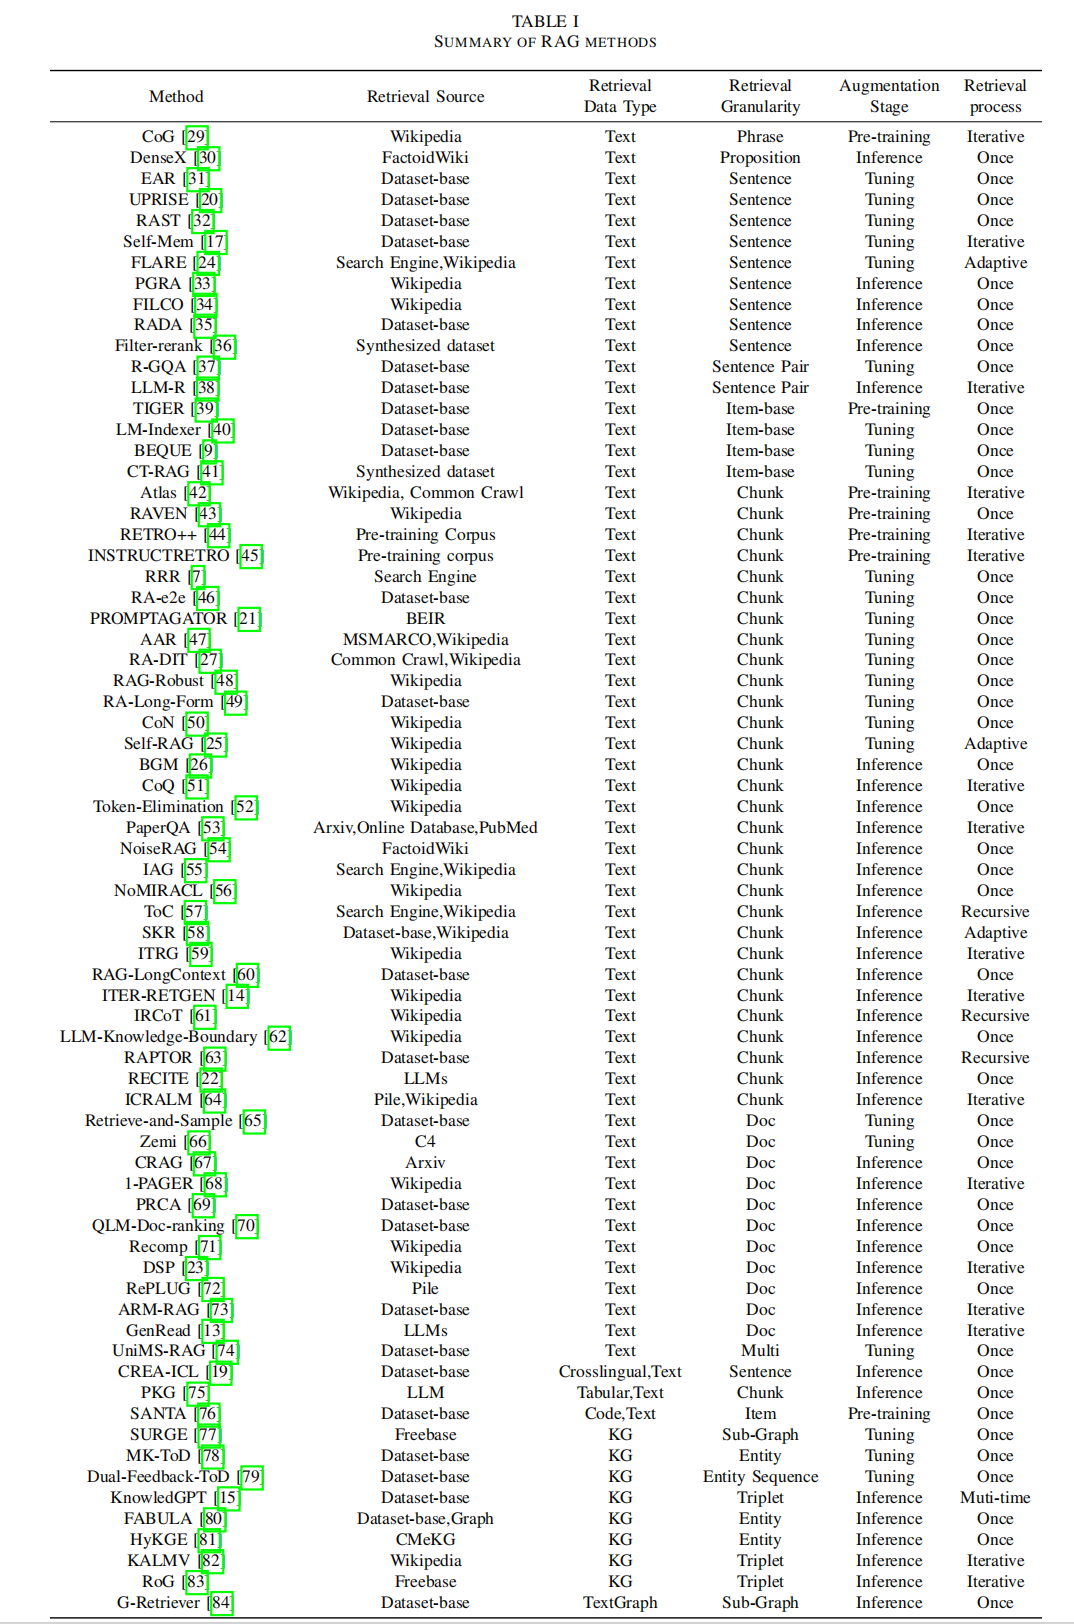 TABLE I
SUMMARY OF RAG METHODS
Method Retrieval Source Retrieval Data Type Retrieval Granularity Augmentation Stage Retrieval process
CoG [29] Wikipedia Text Phrase Pre-training Iterative
DenseX [30] FactoidWiki Text Proposition Inference Once
EAR [31] Dataset-base Text Sentence Tuning Once
UPRISE [20] Dataset-base Text Sentence Tuning Once
RAST [32] Dataset-base Text Sentence Tuning Once
Self-Mem [17] Dataset-base Text Sentence Tuning Iterative
FLARE [24] Search Engine,Wikipedia Text Sentence Tuning Adaptive
PGRA [33] Wikipedia Text Sentence Inference Once
FILCO [34] Wikipedia Text Sentence Inference Once
RADA [35] Dataset-base Text Sentence Inference Once
Filter-rerank [36] Synthesized dataset Text Sentence Inference Once
R-GQA [37] Dataset-base Text Sentence Pair Tuning Once
LLM-R [38] Dataset-base Text Sentence Pair Inference Iterative
TIGER [39] Dataset-base Text Item-base Pre-training Once
LM-Indexer [40] Dataset-base Text Item-base Tuning Once
BEQUE [9] Dataset-base Text Item-base Tuning Once
CT-RAG [41] Synthesized dataset Text Item-base Tuning Once
Atlas [42] Wikipedia, Common Crawl Text Chunk Pre-training Iterative
RAVEN [43] Wikipedia Text Chunk Pre-training Once
RETRO++ [44] Pre-training Corpus Text Chunk Pre-training Iterative
INSTRUCTRETRO [45] Pre-training corpus Text Chunk Pre-training Iterative
RRR [7] Search Engine Text Chunk Tuning Once
RA-e2e [46] Dataset-base Text Chunk Tuning Once
PROMPTAGATOR [21] BEIR Text Chunk Tuning Once
AAR [47] MSMARCO,Wikipedia Text Chunk Tuning Once
RA-DIT [27] Common Crawl,Wikipedia Text Chunk Tuning Once
RAG-Robust [48] Wikipedia Text Chunk Tuning Once
RA-Long-Form [49] Dataset-base Text Chunk Tuning Once
CoN [50] Wikipedia Text Chunk Tuning Once
Self-RAG [25] Wikipedia Text Chunk Tuning Adaptive
BGM [26] Wikipedia Text Chunk Inference Once
CoQ [51] Wikipedia Text Chunk Inference Iterative
Token-Elimination [52] Wikipedia Text Chunk Inference Once
PaperQA [53] Arxiv,Online Database,PubMed Text Chunk Inference Iterative
NoiseRAG [54] FactoidWiki Text Chunk Inference Once
IAG [55] Search Engine,Wikipedia Text Chunk Inference Once
NoMIRACL [56] Wikipedia Text Chunk Inference Once
ToC [57] Search Engine,Wikipedia Text Chunk Inference Recursive
SKR [58] Dataset-base,Wikipedia Text Chunk Inference Adaptive
ITRG [59] Wikipedia Text Chunk Inference Iterative
RAG-LongContext [60] Dataset-base Text Chunk Inference Once
ITER-RETGEN [14] Wikipedia Text Chunk Inference Iterative
IRCoT [61] Wikipedia Text Chunk Inference Recursive
LLM-Knowledge-Boundary [62] Wikipedia Text Chunk Inference Once
RAPTOR [63] Dataset-base Text Chunk Inference Recursive
RECITE [22] LLMs Text Chunk Inference Once
ICRALM [64] Pile,Wikipedia Text Chunk Inference Iterative
Retrieve-and-Sample [65] Dataset-base Text Doc Tuning Once
Zemi [66] C4 Text Doc Tuning Once
CRAG [67] Arxiv Text Doc Inference Once
1-PAGER [68] Wikipedia Text Doc Inference Iterative
PRCA [69] Dataset-base Text Doc Inference Once
QLM-Doc-ranking [70] Dataset-base Text Doc Inference Once
Recomp [71] Wikipedia Text Doc Inference Once
DSP [23] Wikipedia Text Doc Inference Iterative
RePLUG [72] Pile Text Doc Inference Once
ARM-RAG [73] Dataset-base Text Doc Inference Iterative
GenRead [13] LLMs Text Doc Inference Iterative
UniMS-RAG [74] Dataset-base Text Multi Tuning Once
CREA-ICL [19] Dataset-base Crosslingual,Text Sentence Inference Once
PKG [75] LLM Tabular,Text Chunk Inference Once
SANTA [76] Dataset-base Code,Text Item Pre-training Once
SURGE [77] Freebase KG Sub-Graph Tuning Once
MK-ToD [78] Dataset-base KG Entity Tuning Once
Dual-Feedback-ToD [79] Dataset-base KG Entity Sequence Tuning Once
KnowledGPT [15] Dataset-base KG Triplet Inference Muti-time
FABULA [80] Dataset-base,Graph KG Entity Inference Once
HyKGE [81] CMeKG KG Entity Inference Once
KALMV [82] Wikipedia KG Triplet Inference Iterative
RoG [83] Freebase KG Triplet Inference Iterative
G-Retriever [84] Dataset-base TextGraph Sub-Graph Inference Once